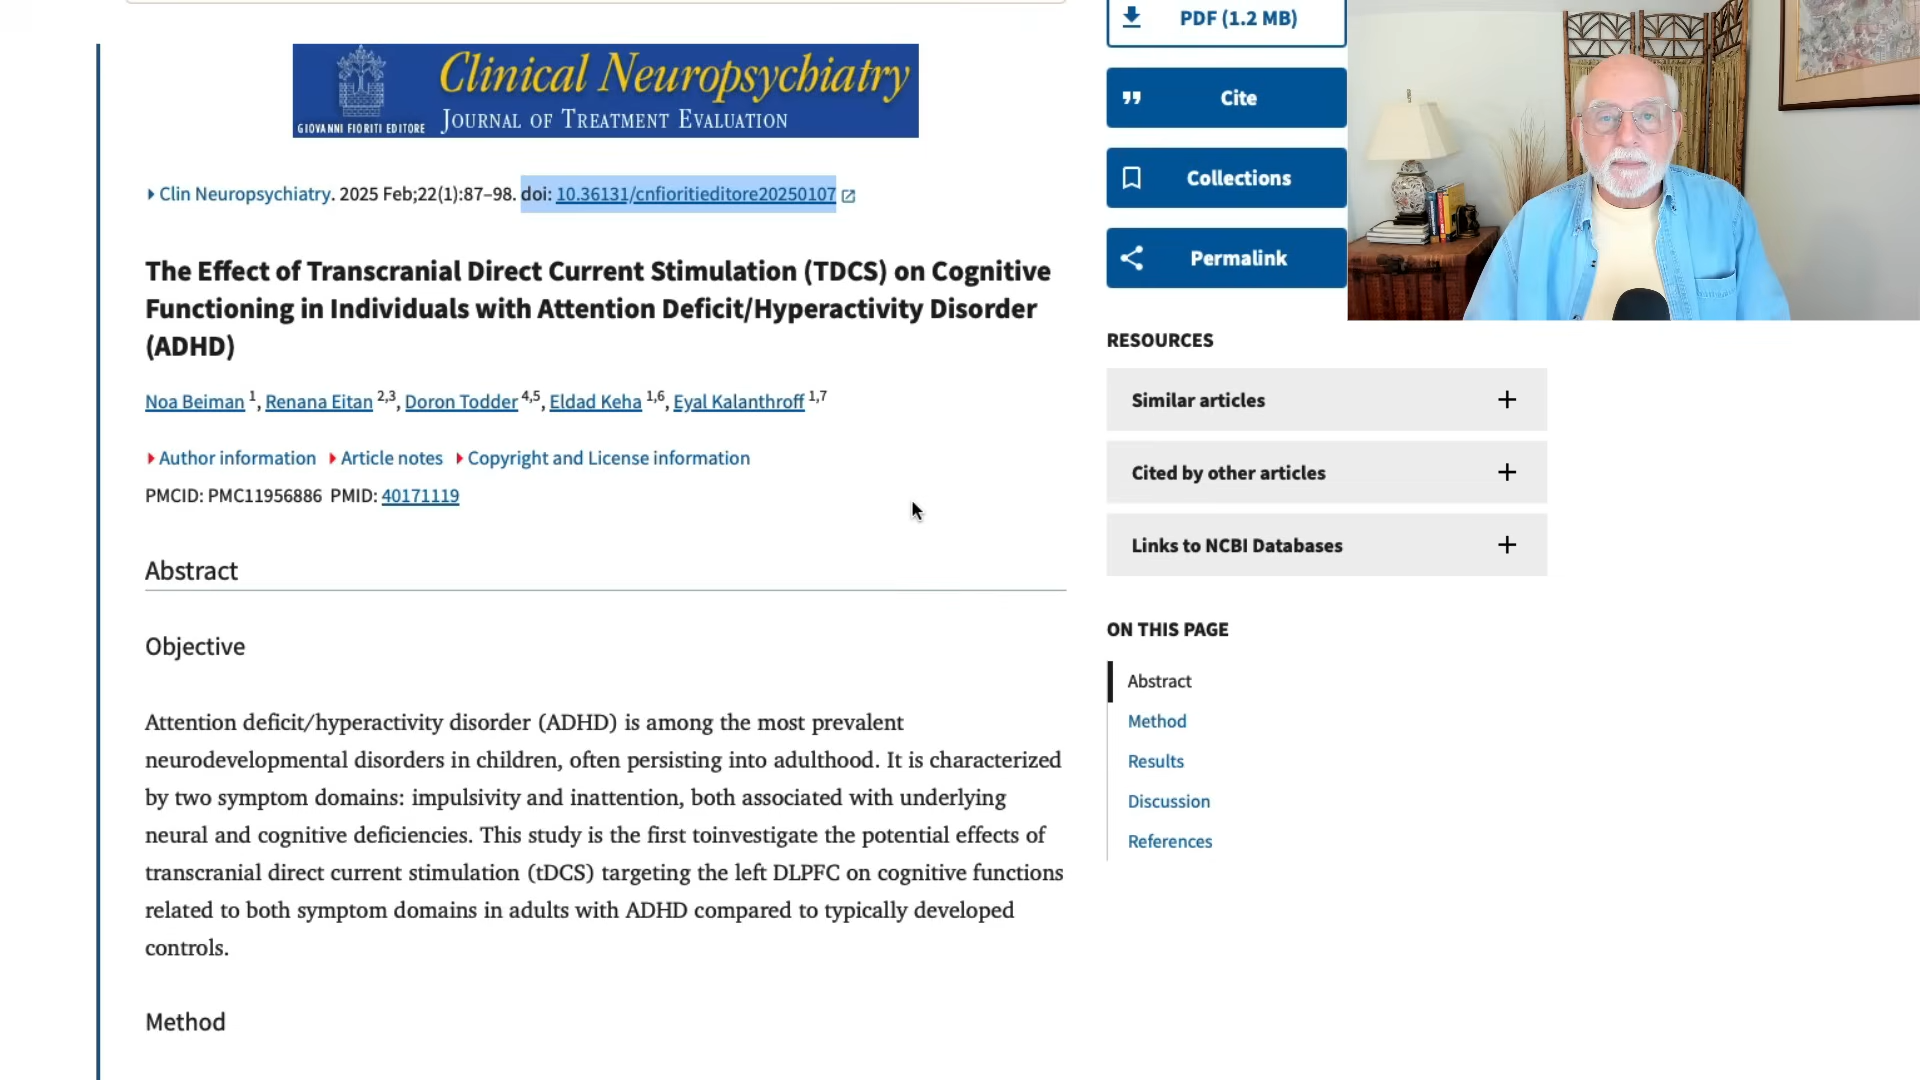 PDF (1.2 MB)
Clinical Neuropsychiatry
GIOVANNI FIORITI EDITORE
Journal of Treatment Evaluation
Clin Neuropsychiatry. 2025 Feb;22(1):87–98. doi: 10.36131/cnfioritieditore20250107
The Effect of Transcranial Direct Current Stimulation (TDCS) on Cognitive
Functioning in Individuals with Attention Deficit/Hyperactivity Disorder
(ADHD)
Noa Beiman 1, Renana Eitan 2,3, Doron Todder 4,5, Eldad Keha 1,6, Eyal Kalanthroff 1,7
Author information Article notes Copyright and License information
PMCID: PMC11956886 PMID: 40171119
Abstract
Objective
Attention deficit/hyperactivity disorder (ADHD) is among the most prevalent
neurodevelopmental disorders in children, often persisting into adulthood. It is characterized
by two symptom domains: impulsivity and inattention, both associated with underlying
neural and cognitive deficiencies. This study is the first toinvestigate the potential effects of
transcranial direct current stimulation (tDCS) targeting the left DLPFC on cognitive functions
related to both symptom domains in adults with ADHD compared to typically developed
controls.
Method
Cite
Collections
Permalink
RESOURCES
Similar articles
Cited by other articles
Links to NCBI Databases
ON THIS PAGE
Abstract
Method
Results
Discussion
References